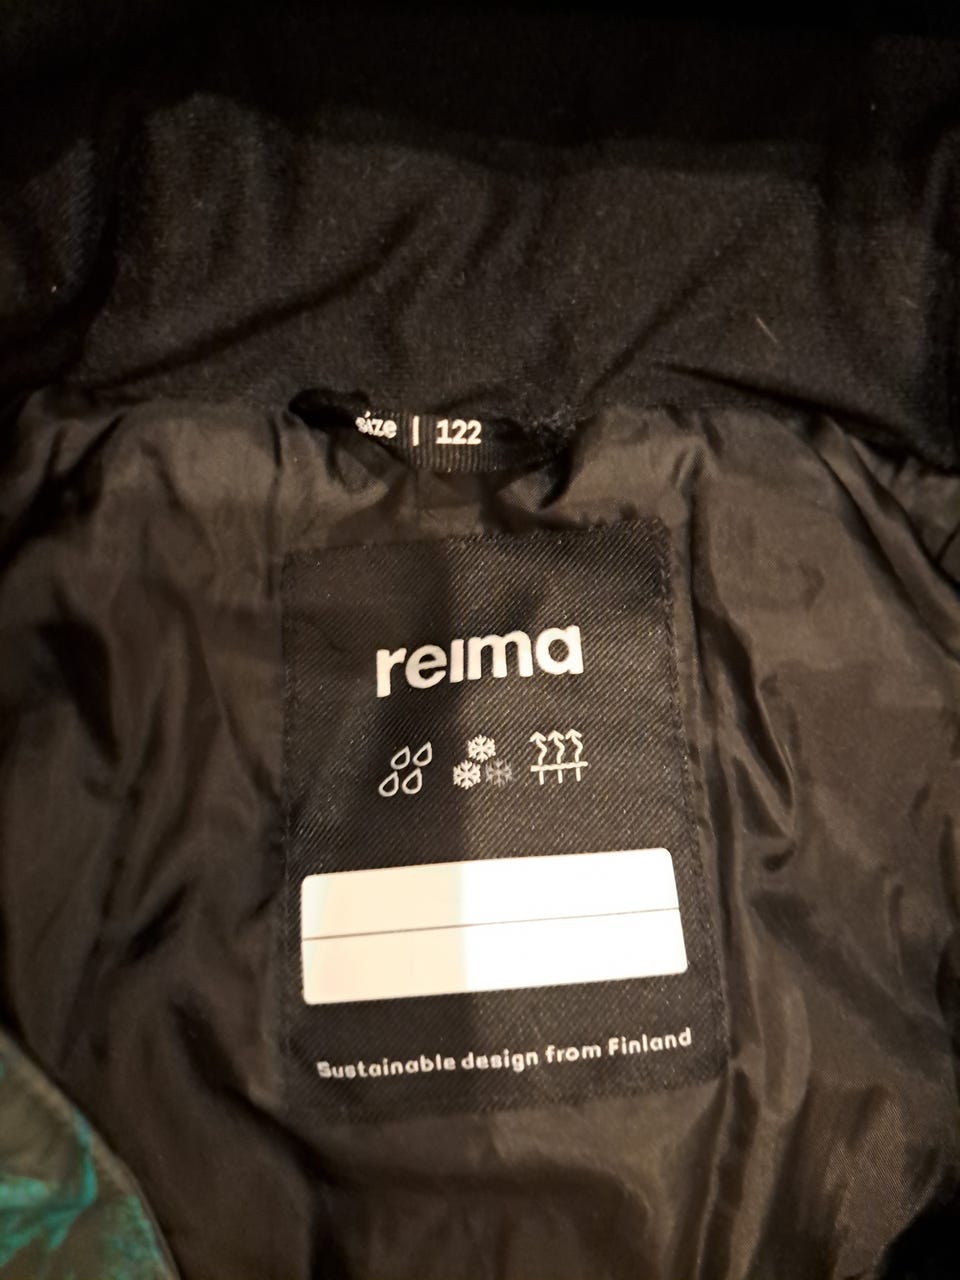 size | 122
reima
Sustainable design from Finland